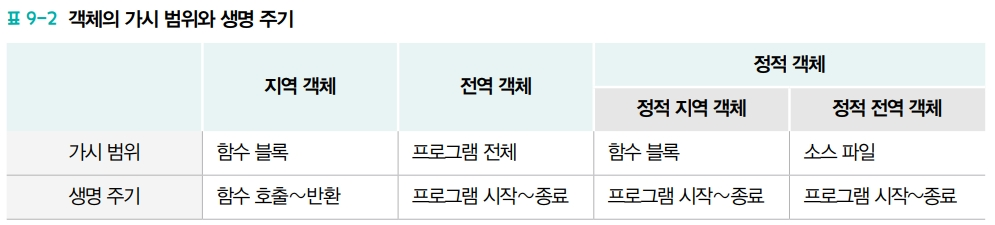 표 9-2 객체의 가시 범위와 생명 주기
지역 객체 전역 객체 정적 객체
정적 지역 객체 정적 전역 객체
가시 범위 함수 블록 프로그램 전체 함수 블록 소스 파일
생명 주기 함수 호출~반환 프로그램 시작~종료 프로그램 시작~종료 프로그램 시작~종료